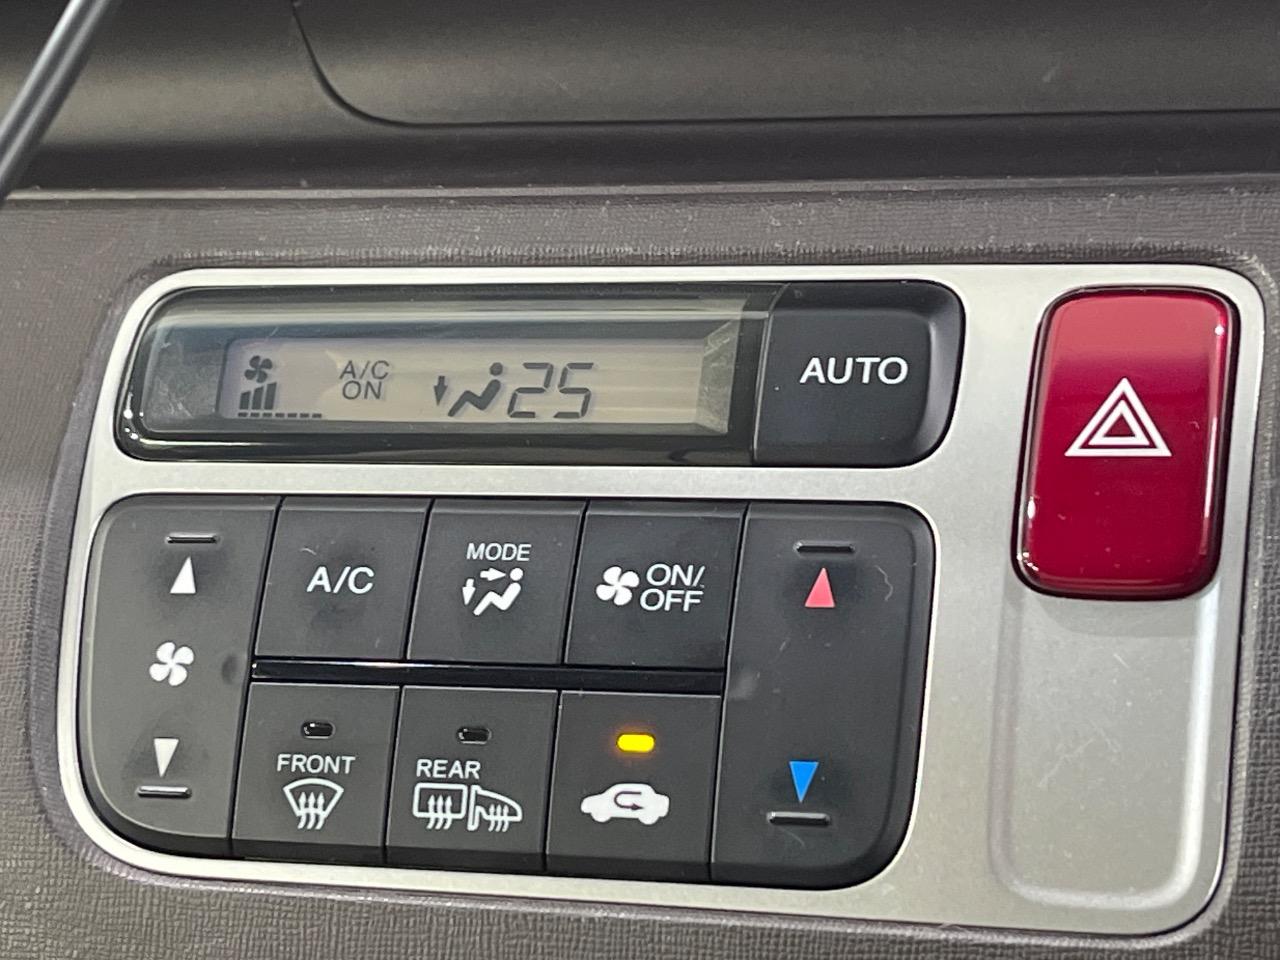 A/C
ON
25
AUTO
A/C
MODE
ON/
OFF
FRONT
REAR